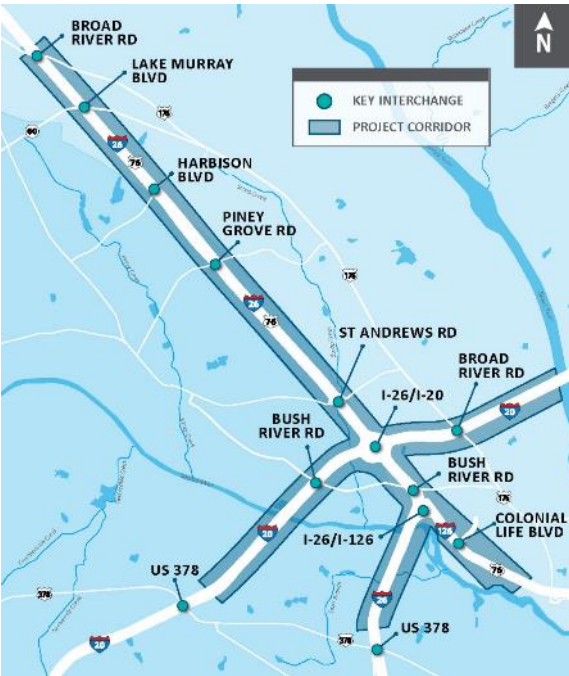 BROAD
RIVER RD
N
LAKE MURRAY
BLVD
KEY INTERCHANGE
PROJECT CORRIDOR
176
60
26
76
HARBISON
BLVD
PINEY
GROVE RD
176
26
76
ST ANDREWS RD
BROAD
RIVER RD
I-26/I-20
20
BUSH
RIVER RD
BUSH
RIVER RD
176
I-26/I-126
126
COLONIAL
LIFE BLVD
20
76
US 378
378
26
378
US 378
20